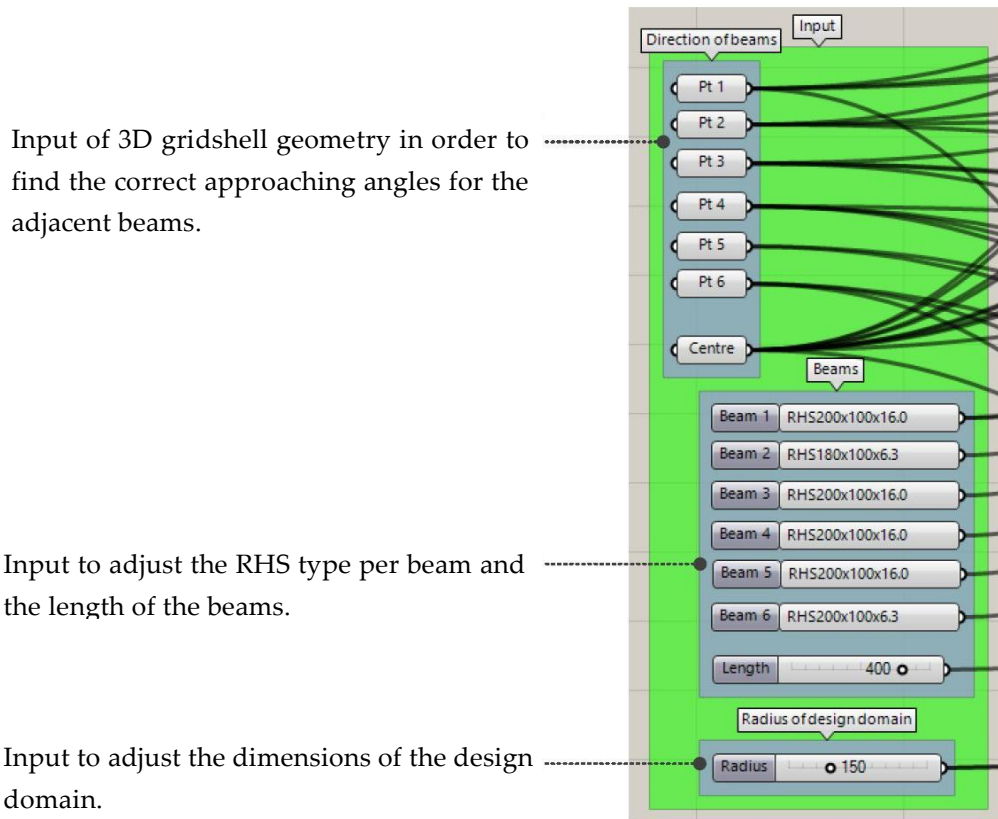 Input
Direction of beams
Pt 1
Pt 2
Input of 3D gridshell geometry in order to
find the correct approaching angles for the
adjacent beams.
Pt 3
Pt 4
Pt 5
Pt 6
Centre
Beams
Beam 1 RHS200x100x16.0
Beam 2 RHS180x100x6.3
Beam 3 RHS200x100x16.0
Beam 4 RHS200x100x16.0
Input to adjust the RHS type per beam and
the length of the beams.
Beam 5 RHS200x100x16.0
Beam 6 RHS200x100x6.3
Length 400
Radius of design domain
Input to adjust the dimensions of the design
domain.
Radius 150